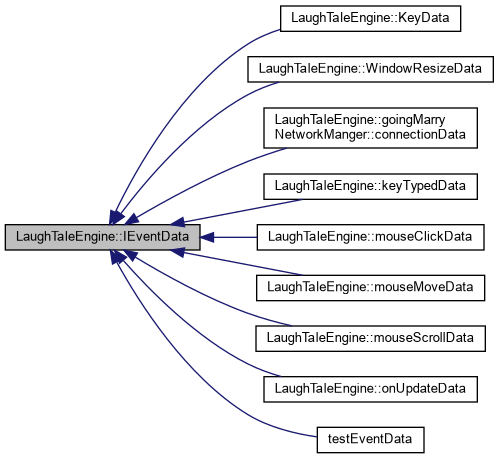 LaughTaleEngine::KeyData
LaughTaleEngine::WindowResizeData
LaughTaleEngine::goingMarry
NetworkManger::connectionData
LaughTaleEngine::keyTypedData
LaughTaleEngine::IEventData
LaughTaleEngine::mouseClickData
LaughTaleEngine::mouseMoveData
LaughTaleEngine::mouseScrollData
LaughTaleEngine::onUpdateData
testEventData